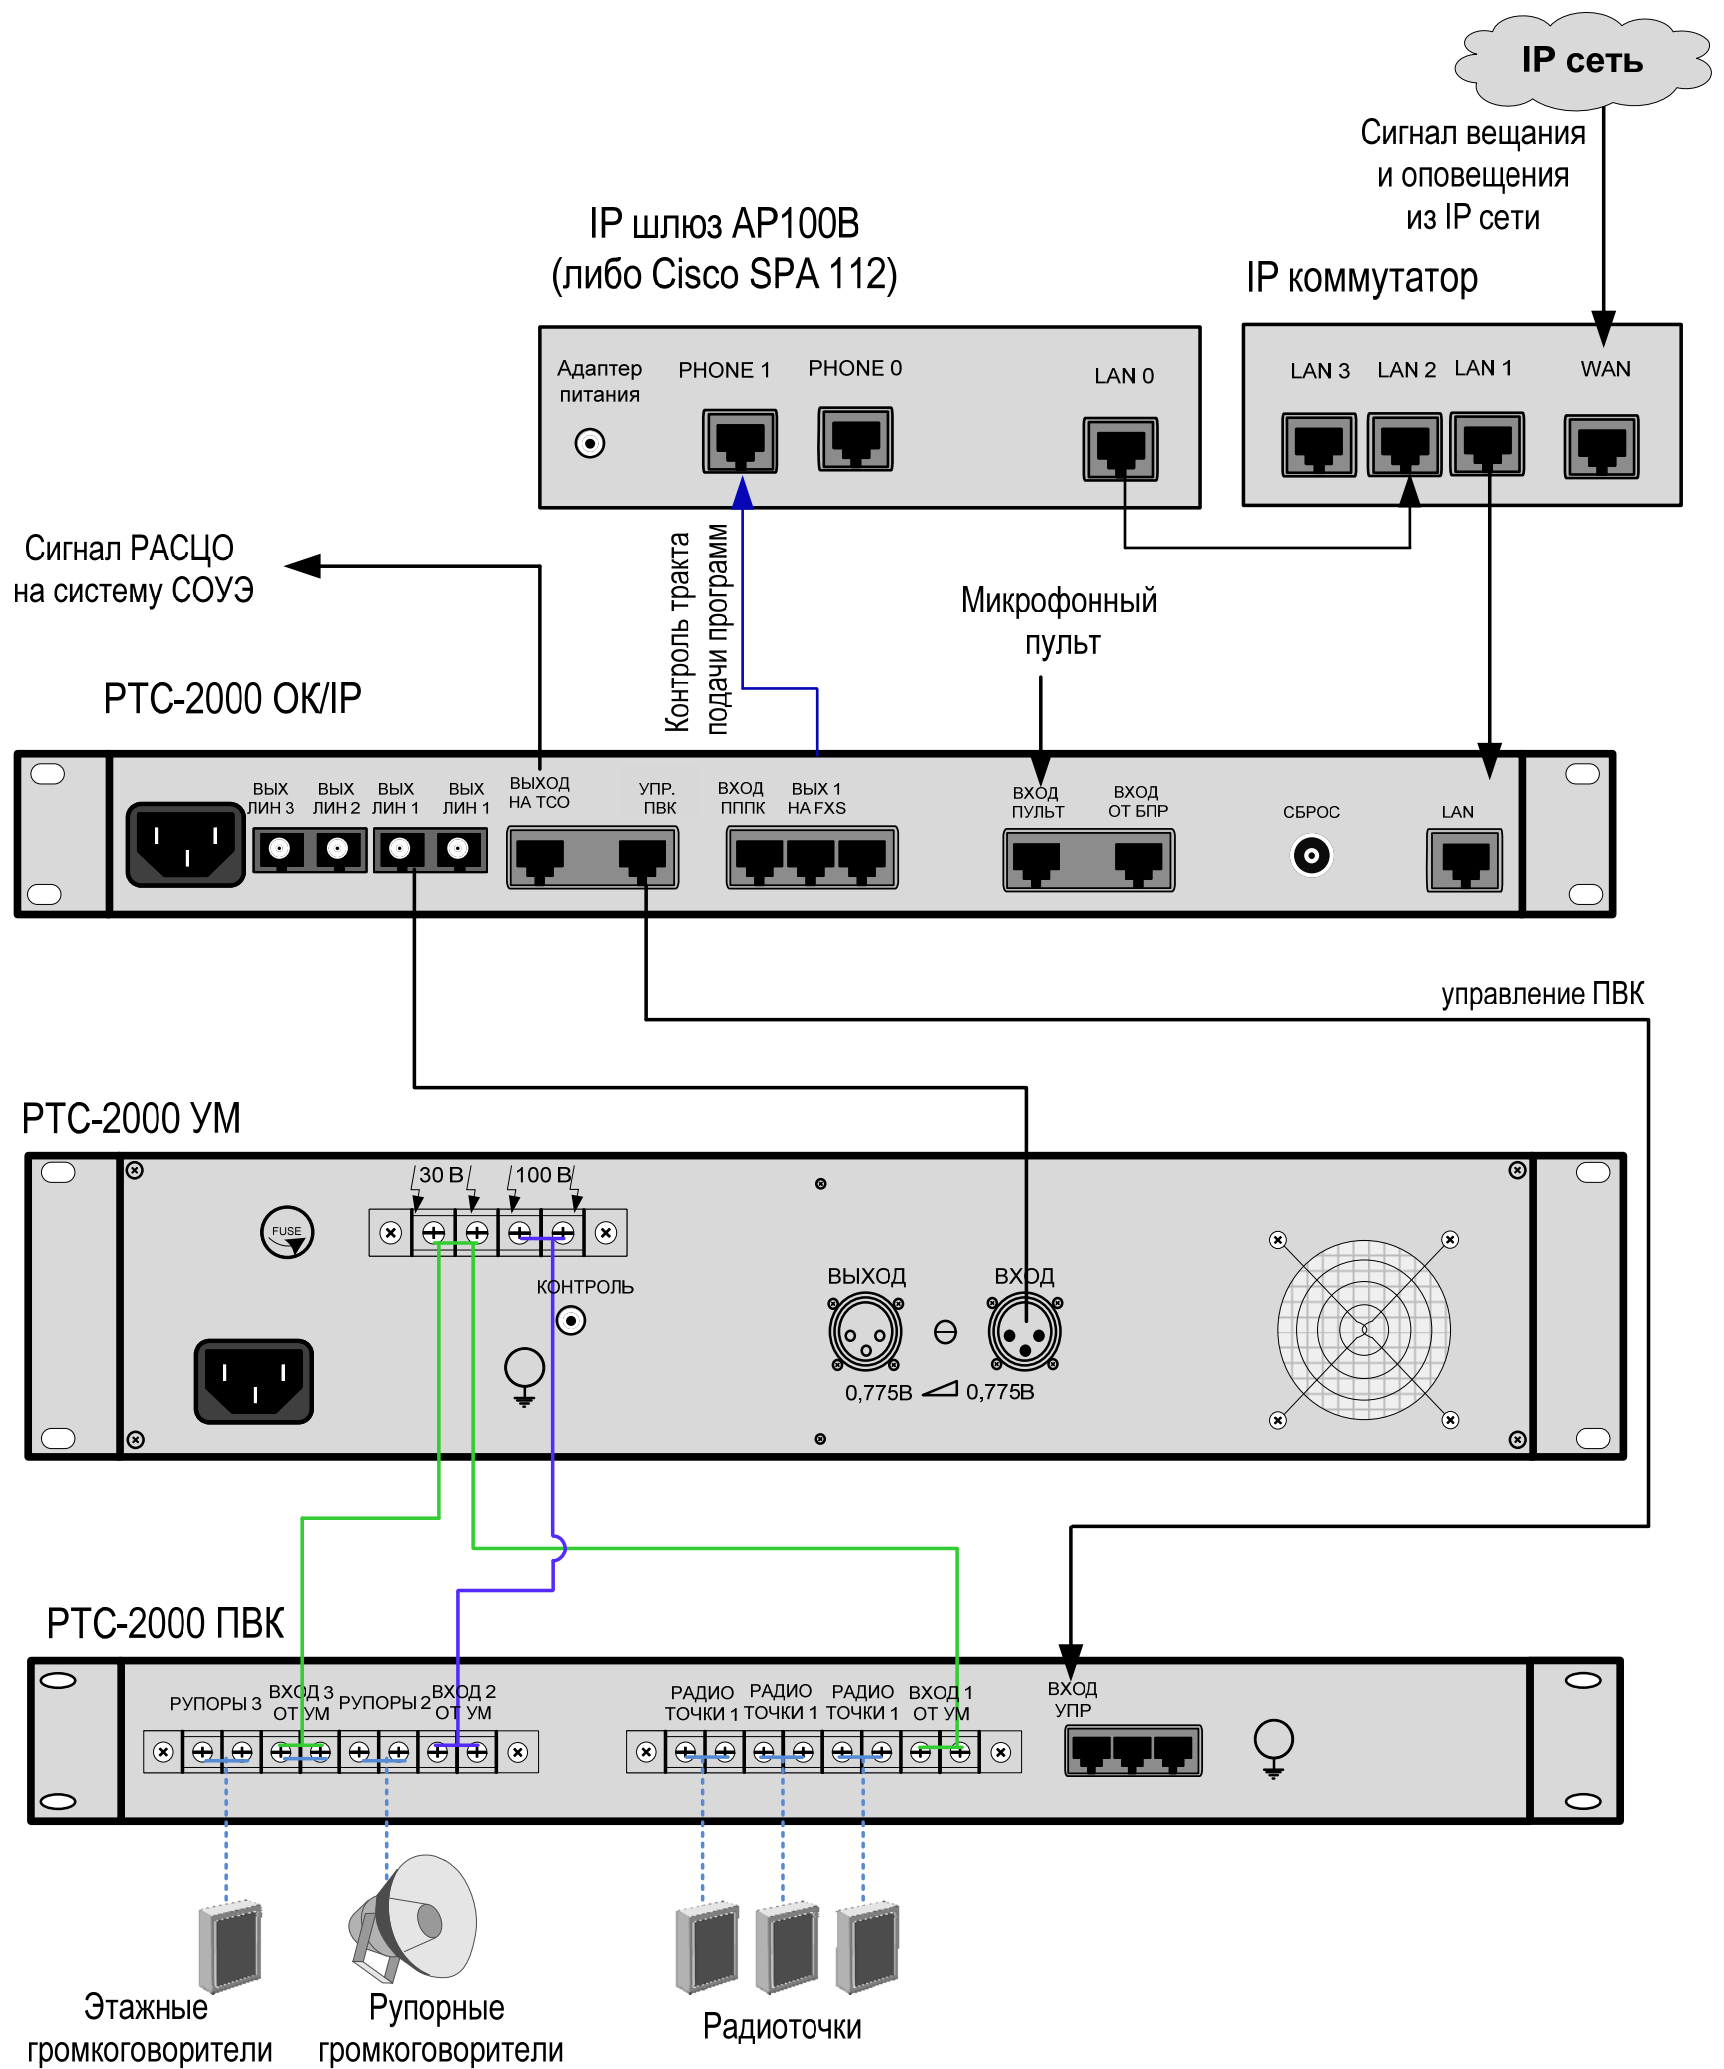 IP сеть
Сигнал вещания
и оповещения
из IP сети
IP шлюз AP100B
(либо Cisco SPA 112)
IP коммутатор
Адаптер
питания
PHONE 1
PHONE 0
LAN 0
LAN 3
LAN 2
LAN 1
WAN
Сигнал РАСЦО
на систему СОУЭ
Контроль тракта
подачи программ
Микрофонный
пульт
РТС-2000 ОК/IP
ВЫХ
ЛИН 3
ВЫХ
ЛИН 2
ВЫХ
ЛИН 1
ВЫХ
ЛИН 1
ВЫХОД
НА ТСО
УПР.
ПВК
ВХОД
ПППК
ВЫХ 1
НА FXS
ВХОД
ПУЛЬТ
ВХОД
ОТ БПР
СБРОС
LAN
управление ПВК
РТС-2000 УМ
30 В
100 В
FUSE
КОНТРОЛЬ
ВЫХОД
ВХОД
0,775В
0,775В
РТС-2000 ПВК
РУПОРЫ 3
ВХОД 3
ОТ УМ
РУПОРЫ 2
ВХОД 2
ОТ УМ
РАДИО
ТОЧКИ 1
РАДИО
ТОЧКИ 1
РАДИО
ТОЧКИ 1
ВХОД 1
ОТ УМ
ВХОД
УПР
Этажные
громкоговорители
Рупорные
громкоговорители
Радиоточки